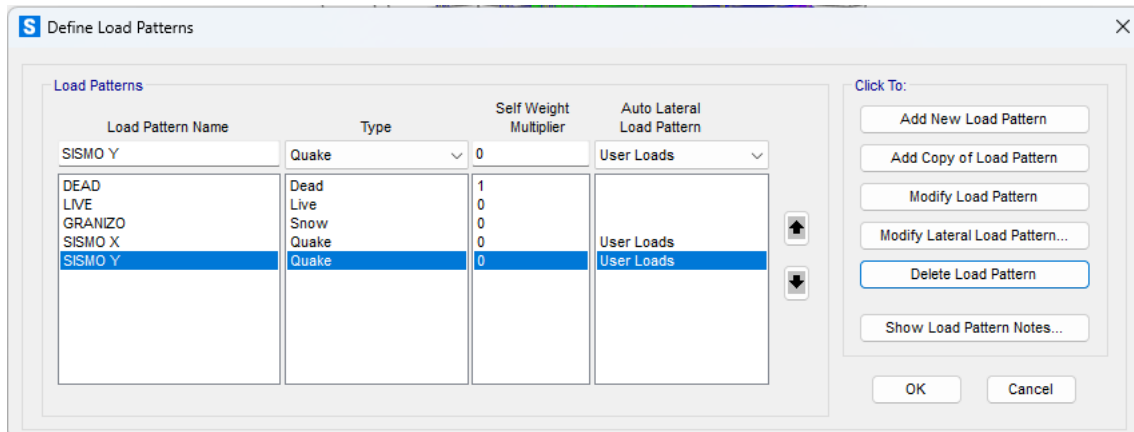 S Define Load Patterns
Load Patterns
Click To:
Load Pattern Name Type Self Weight Multiplier Auto Lateral Load Pattern
SISMO Y Quake 0 User Loads
DEAD Dead 1
LIVE Live 0
GRANIZO Snow 0
SISMO X Quake 0 User Loads
SISMO Y Quake 0 User Loads
Add New Load Pattern
Add Copy of Load Pattern
Modify Load Pattern
Modify Lateral Load Pattern...
Delete Load Pattern
Show Load Pattern Notes...
OK Cancel